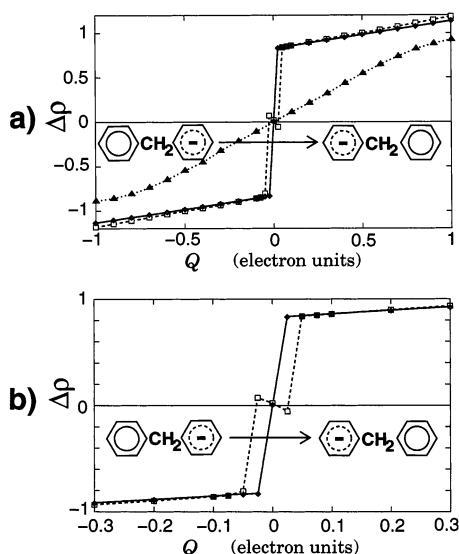 a)
Δρ
1
0.5
0
−0.5
−1
CH2 - - CH2
-1 -0.5 0 0.5 1
Q (electron units)
b)
Δρ
1
0
-1
CH2 - - CH2
-0.3 -0.2 -0.1 0 0.1 0.2 0.3
Q (electron units)